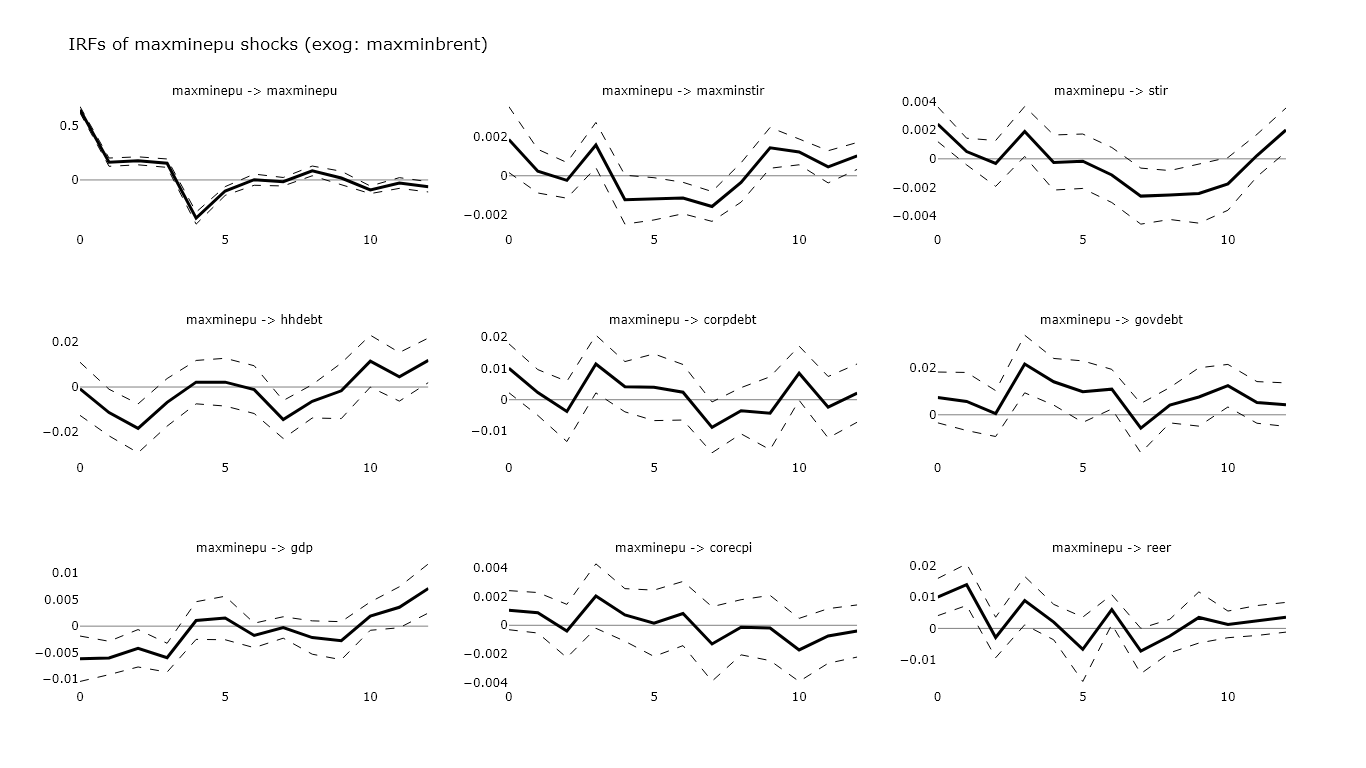 IRFs of maxminepu shocks (exog: maxminbrent)
maxminepu -> maxminepu
0.5
0
0 5 10
maxminepu -> maxminstir
0.002
0
−0.002
0 5 10
maxminepu -> stir
0.004
0.002
0
−0.002
−0.004
0 5 10
maxminepu -> hhdebt
0.02
0
−0.02
0 5 10
maxminepu -> corpdebt
0.02
0.01
0
−0.01
0 5 10
maxminepu -> govdebt
0.02
0
0 5 10
maxminepu -> gdp
0.01
0.005
0
−0.005
−0.01
0 5 10
maxminepu -> corecpi
0.004
0.002
0
−0.002
−0.004
0 5 10
maxminepu -> reer
0.02
0.01
0
−0.01
0 5 10